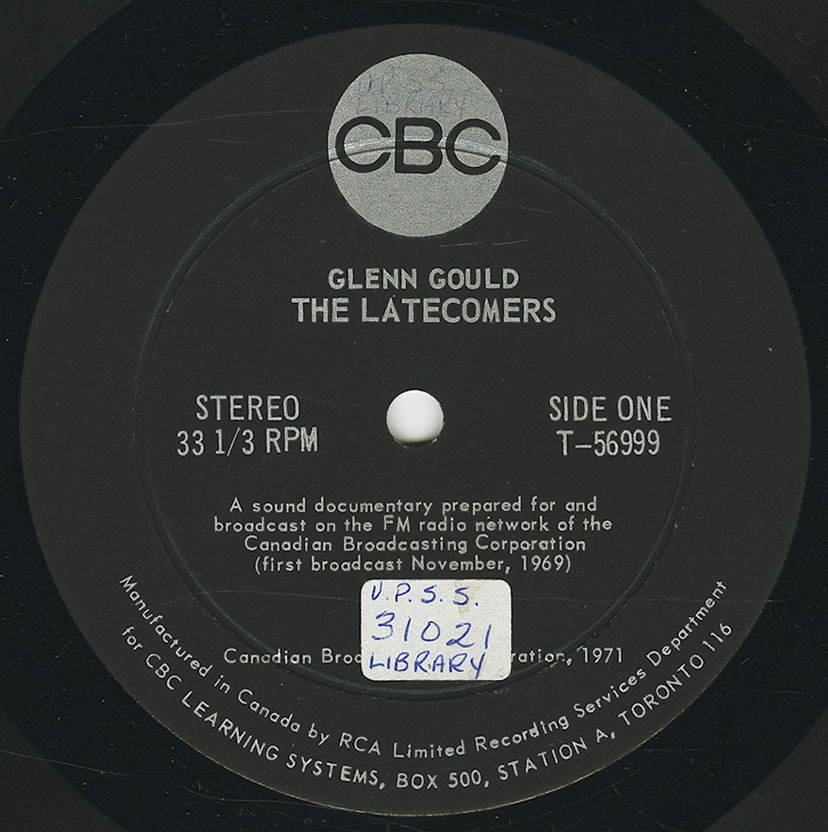 U.P.S.S.
LIBRARY
CBC
GLENN GOULD
THE LATECOMERS
STEREO
33 1/3 RPM
SIDE ONE
T-56999
A sound documentary prepared for and
broadcast on the FM radio network of the
Canadian Broadcasting Corporation
(first broadcast November, 1969)
V.P.S.S.
31021
LIBRARY
Canadian Broa ration, 1971
Manufactured in Canada by RCA Limited Recording Services Department
for CBC LEARNING SYSTEMS, BOX 500, STATION A, TORONTO 116